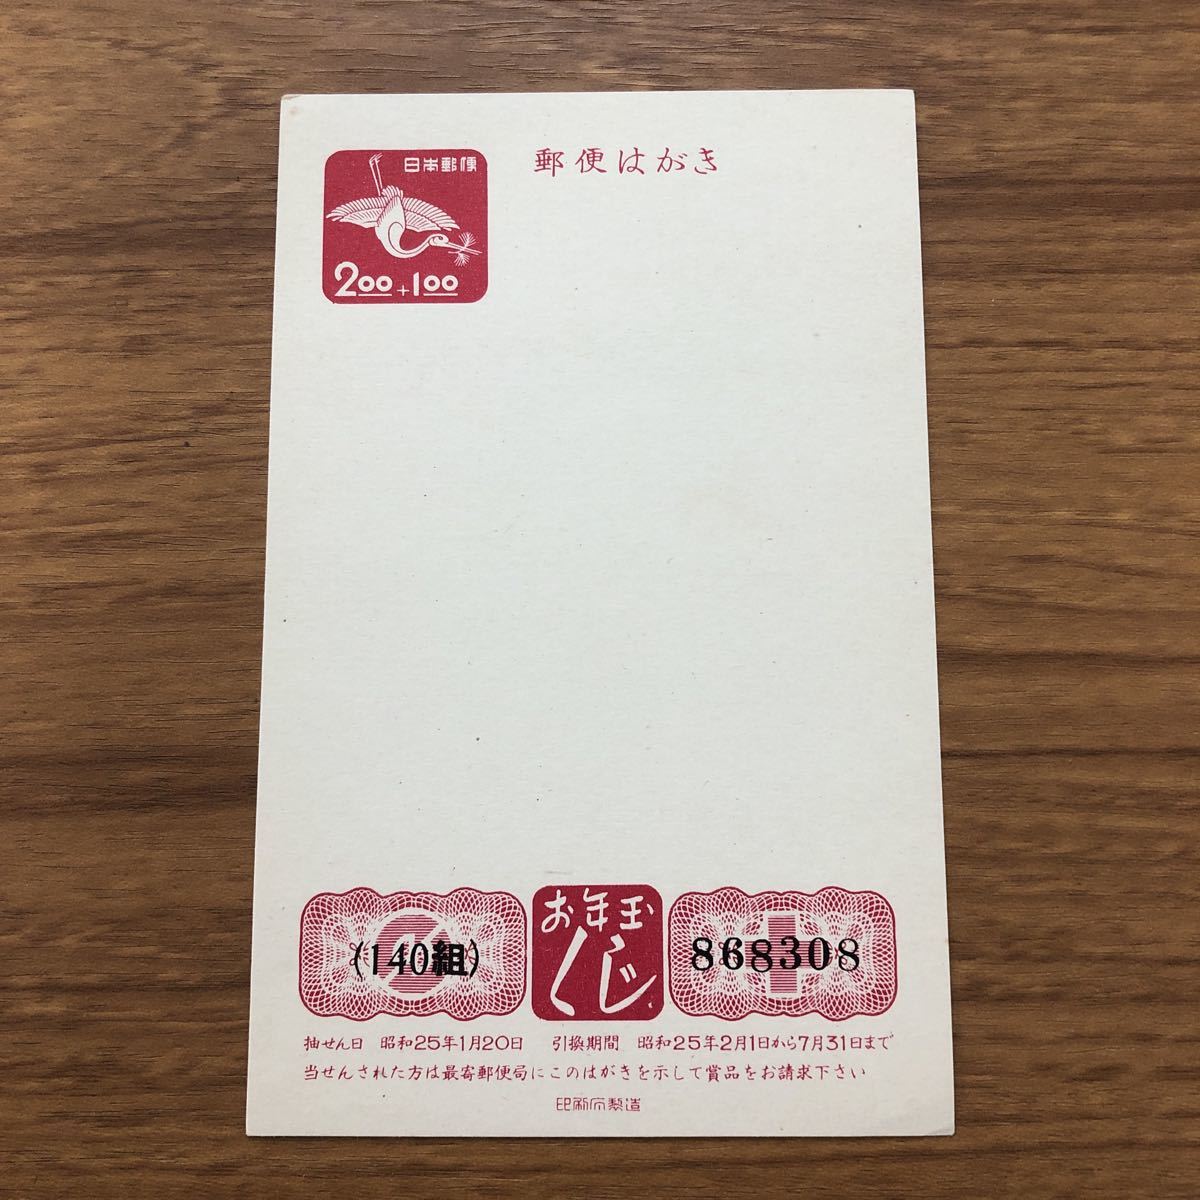 日本郵便
2.00+1.00
郵便はがき
(140組)
お年玉
くじ
868308
抽せん日 昭和25年1月20日 引換期間 昭和25年2月1日から7月31日まで
当せんされた方は最寄郵便局にこのはがきを示して賞品をお請求下さい
印刷庁製造